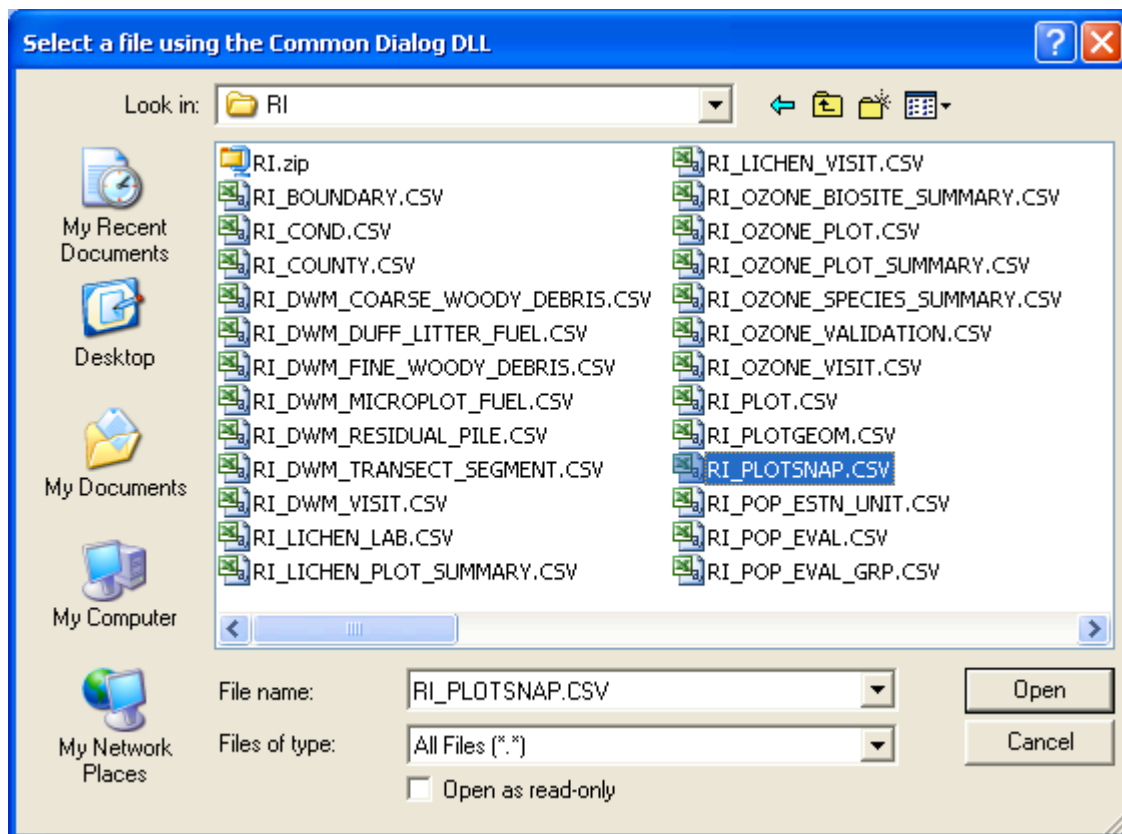 Select a file using the Common Dialog DLL
Look in: RI
My Recent
Documents
Desktop
My Documents
My Computer
My Network
Places
RI.zip
RI_BOUNDARY.CSV
RI_COND.CSV
RI_COUNTY.CSV
RI_DWM_COARSE_WOODY_DEBRIS.CSV
RI_DWM_DUFF_LITTER_FUEL.CSV
RI_DWM_FINE_WOODY_DEBRIS.CSV
RI_DWM_MICROPLOT_FUEL.CSV
RI_DWM_RESIDUAL_PILE.CSV
RI_DWM_TRANSECT_SEGMENT.CSV
RI_DWM_VISIT.CSV
RI_LICHEN_LAB.CSV
RI_LICHEN_PLOT_SUMMARY.CSV
RI_LICHEN_VISIT.CSV
RI_OZONE_BIOSITE_SUMMARY.CSV
RI_OZONE_PLOT.CSV
RI_OZONE_PLOT_SUMMARY.CSV
RI_OZONE_SPECIES_SUMMARY.CSV
RI_OZONE_VALIDATION.CSV
RI_OZONE_VISIT.CSV
RI_PLOT.CSV
RI_PLOTGEOM.CSV
RI_PLOTSNAP.CSV
RI_POP_ESTN_UNIT.CSV
RI_POP_EVAL.CSV
RI_POP_EVAL_GRP.CSV
File name: RI_PLOTSNAP.CSV Open
Files of type: All Files (*.*) Cancel
Open as read-only